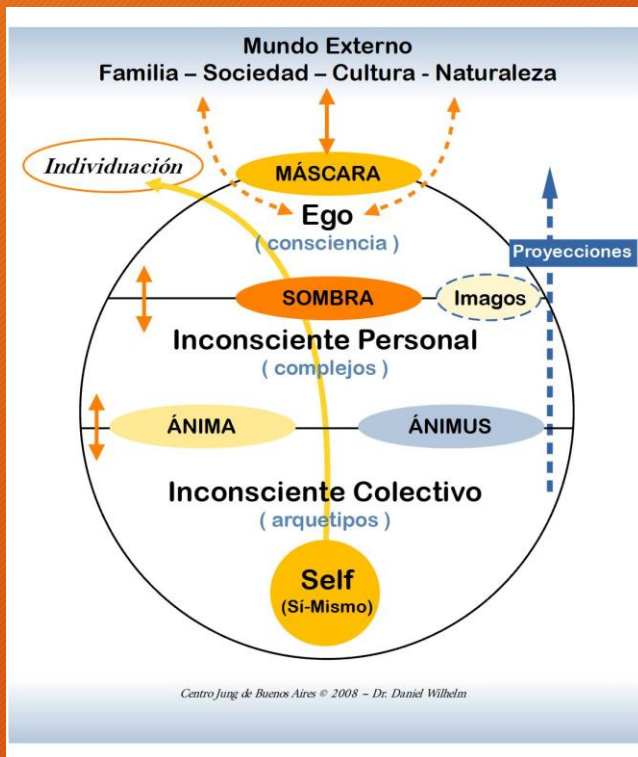 Mundo Externo
Familia – Sociedad – Cultura - Naturaleza
Individuación
MÁSCARA
Ego
( consciencia )
Proyecciones
SOMBRA
Imagos
Inconsciente Personal
( complejos )
ÁNIMA
ÁNIMUS
Inconsciente Colectivo
( arquetipos )
Self
(Sí-Mismo)
Centro Jung de Buenos Aires © 2008 – Dr. Daniel Wilhelm